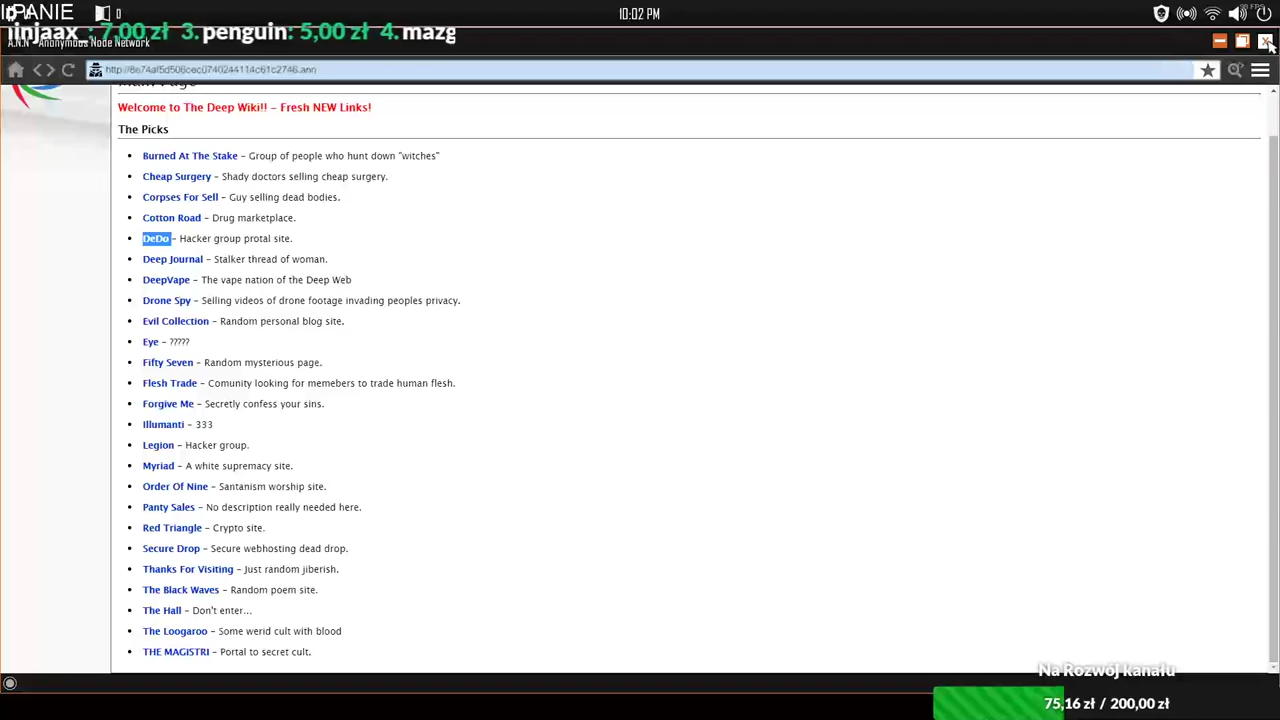 PANIE
0
10:02 PM
linjaax : 7,00 zł 3. penguin: 5,00 zł 4. mazg
A.N.N - Anonymous Node Network
http://8e74af5d506cec0740244114c61c2746.ann
Main Page
Welcome to The Deep Wiki!! – Fresh NEW Links!
The Picks
Burned At The Stake – Group of people who hunt down "witches"
Cheap Surgery – Shady doctors selling cheap surgery.
Corpses For Sell – Guy selling dead bodies.
Cotton Road – Drug marketplace.
DeDo – Hacker group protal site.
Deep Journal – Stalker thread of woman.
DeepVape – The vape nation of the Deep Web
Drone Spy – Selling videos of drone footage invading peoples privacy.
Evil Collection – Random personal blog site.
Eye – ?????
Fifty Seven – Random mysterious page.
Flesh Trade – Comunity looking for memebers to trade human flesh.
Forgive Me – Secretly confess your sins.
Illumanti – 333
Legion – Hacker group.
Myriad – A white supremacy site.
Order Of Nine – Santanism worship site.
Panty Sales – No description really needed here.
Red Triangle – Crypto site.
Secure Drop – Secure webhosting dead drop.
Thanks For Visiting – Just random jiberish.
The Black Waves – Random poem site.
The Hall – Don't enter...
The Loogaroo – Some werid cult with blood
THE MAGISTRI – Portal to secret cult.
Na Rozwój kanału
75,16 zł / 200,00 zł